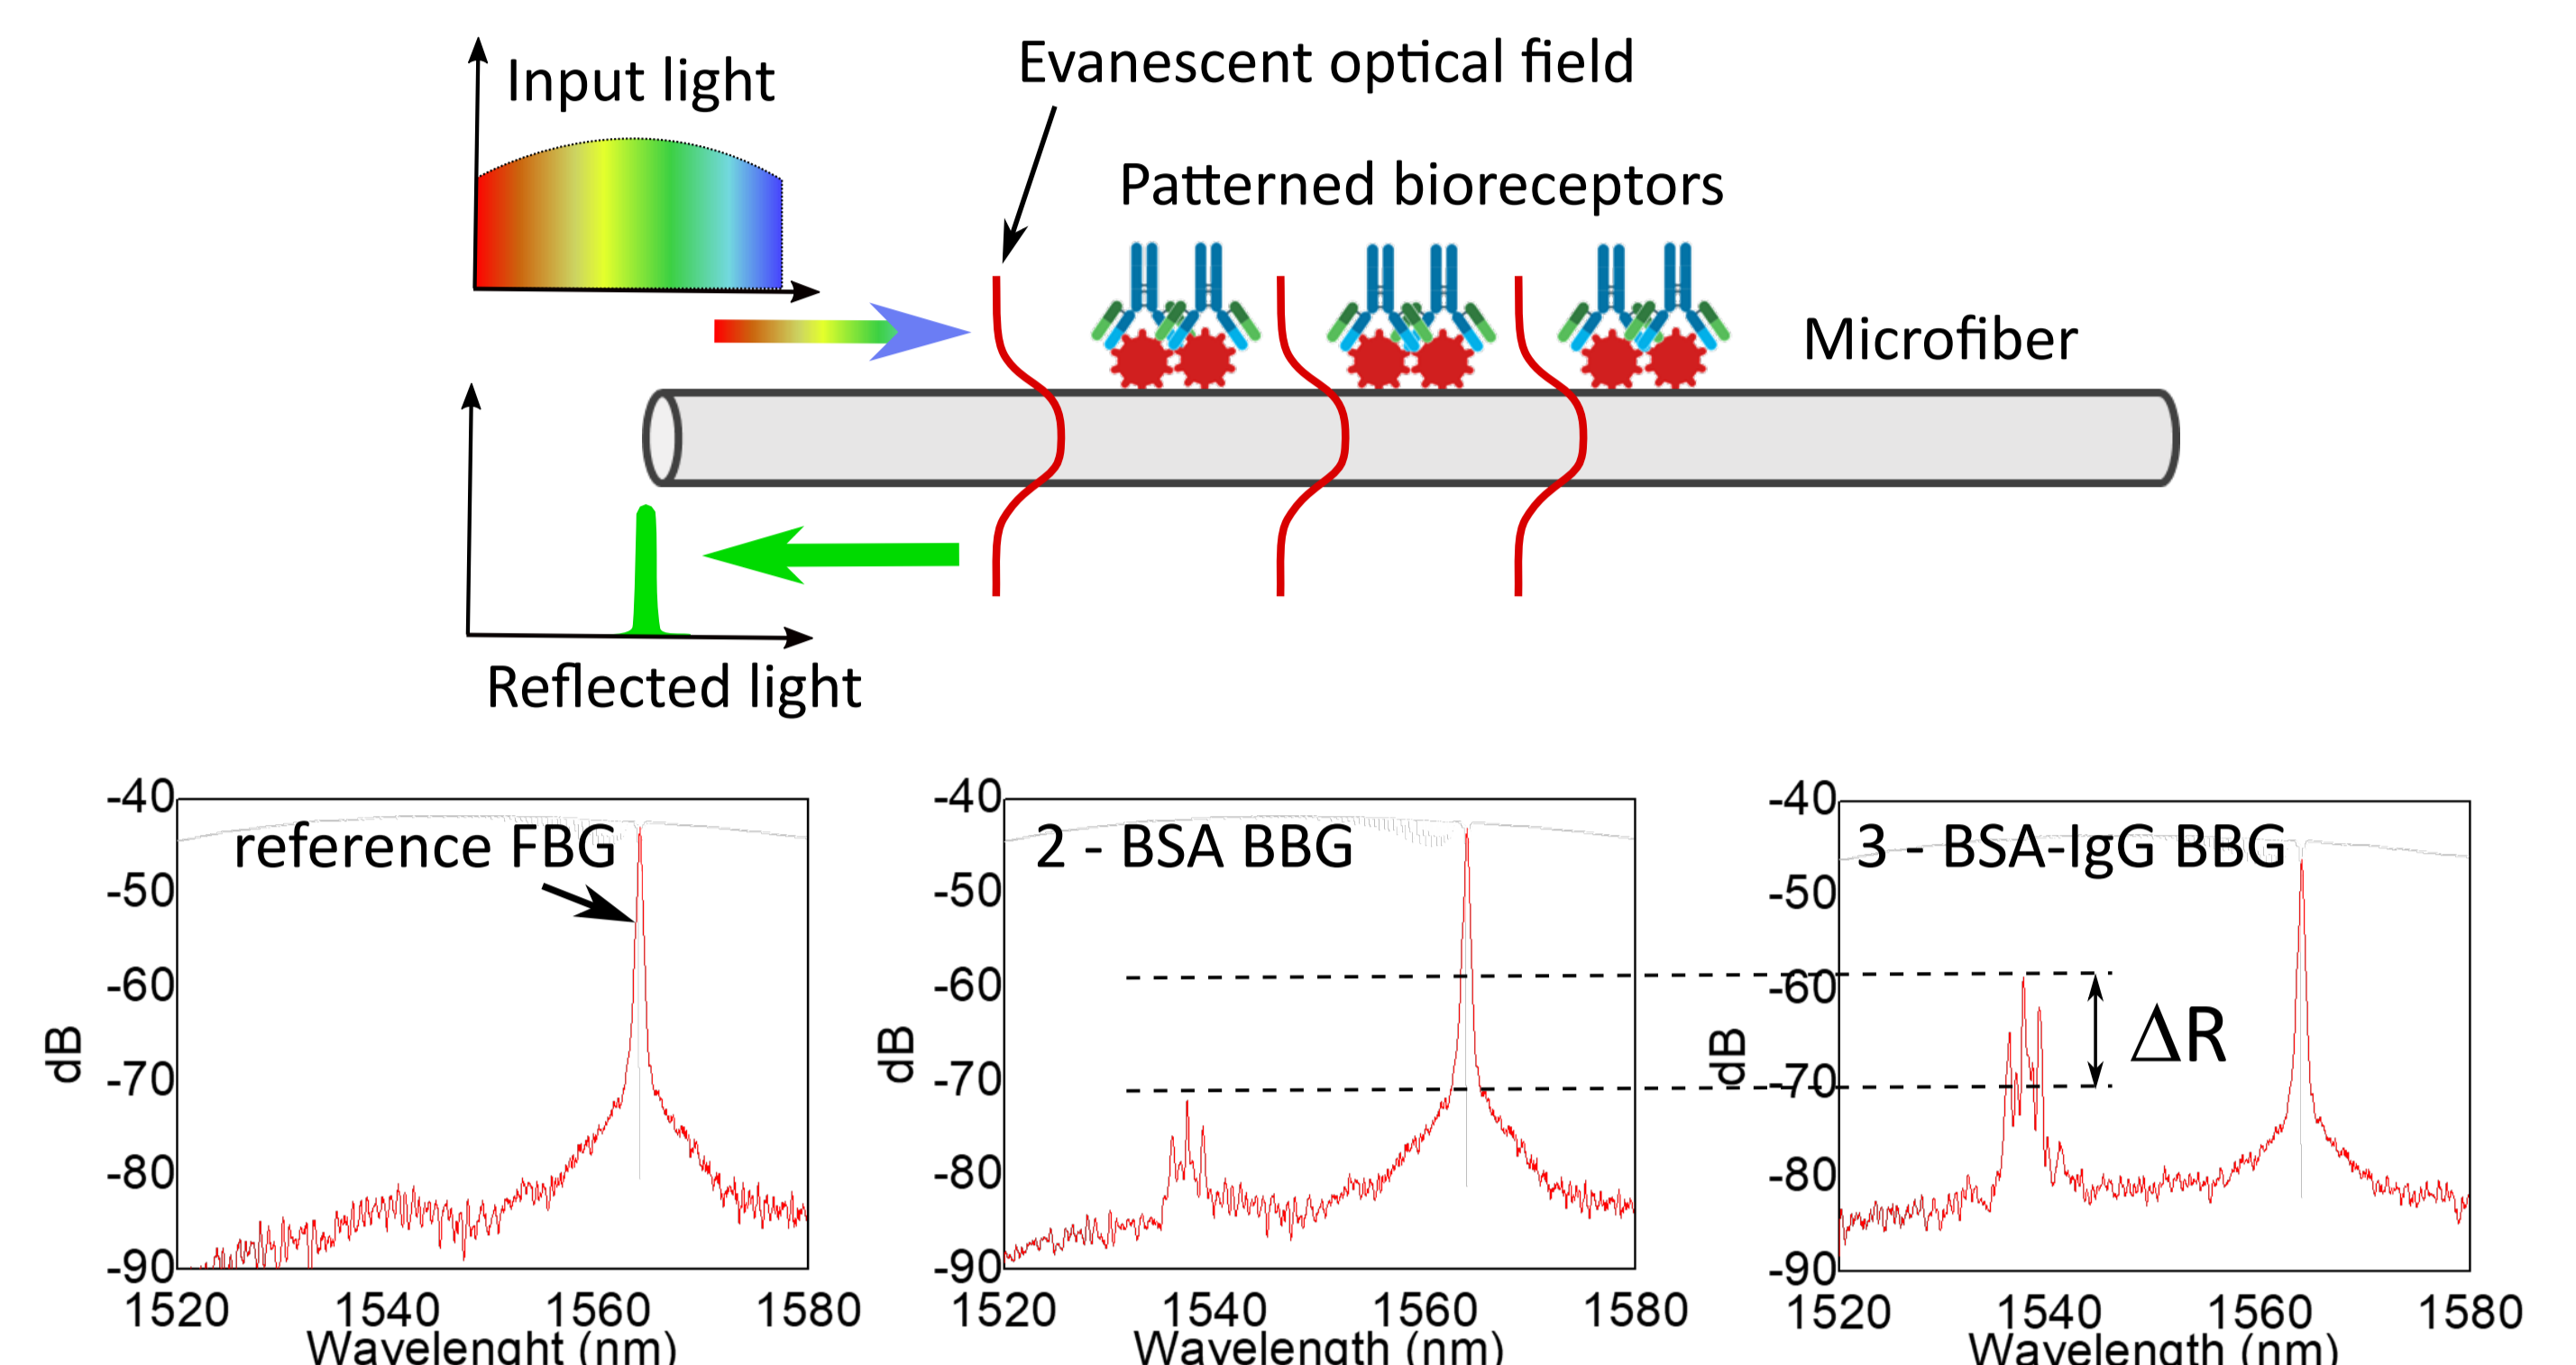 Input light
Evanescent optical field
Patterned bioreceptors
Microfiber
Reflected light
-40
-50
-60
-70
-80
-90
dB
reference FBG
1520 1540 1560 1580
Wavelenght (nm)
-40
-50
-60
-70
-80
-90
dB
2 - BSA BBG
1520 1540 1560 1580
Wavelength (nm)
-40
-50
-60
-70
-80
-90
dB
3 - BSA-IgG BBG
ΔR
1520 1540 1560 1580
Wavelength (nm)